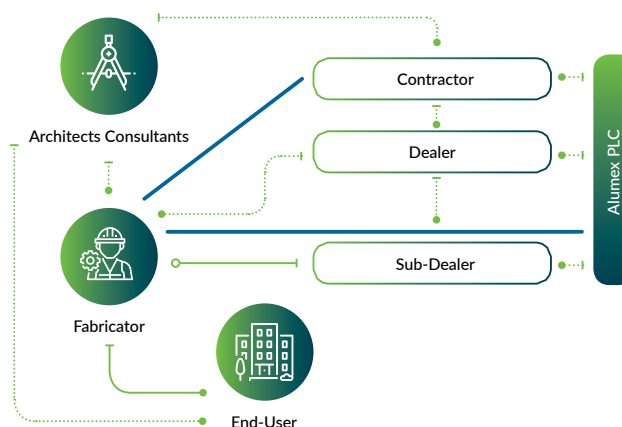 Contractor
Architects Consultants
Dealer
Alumex PLC
Sub-Dealer
Fabricator
End-User